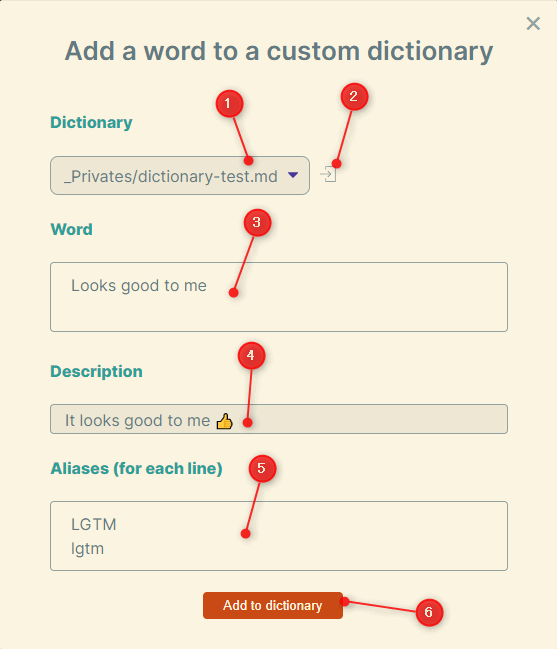 Add a word to a custom dictionary
1
2
Dictionary
_Privates/dictionary-test.md
3
Word
Looks good to me
4
Description
It looks good to me 👍
Aliases (for each line)
5
LGTM
lgtm
Add to dictionary
6